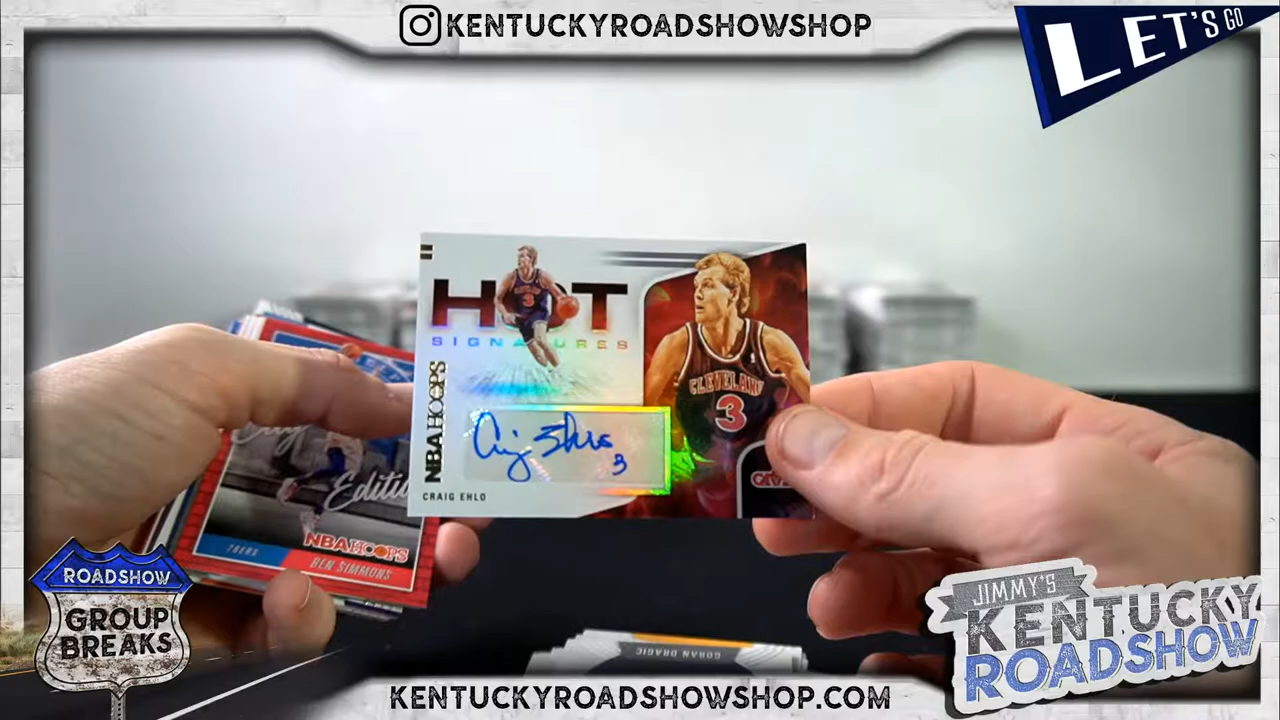 KENTUCKYROADSHOWSHOP
LET'S GO
HOT
SIGNATURES
NBA HOOPS
CLEVELAND
3
Craig Ehlo
3
CRAIG EHLO
76ERS
NBA HOOPS
BEN SIMMONS
GORAN DRAGIC
ROADSHOW
GROUP
BREAKS
JIMMY'S
KENTUCKY
ROADSHOW
KENTUCKYROADSHOWSHOP.COM